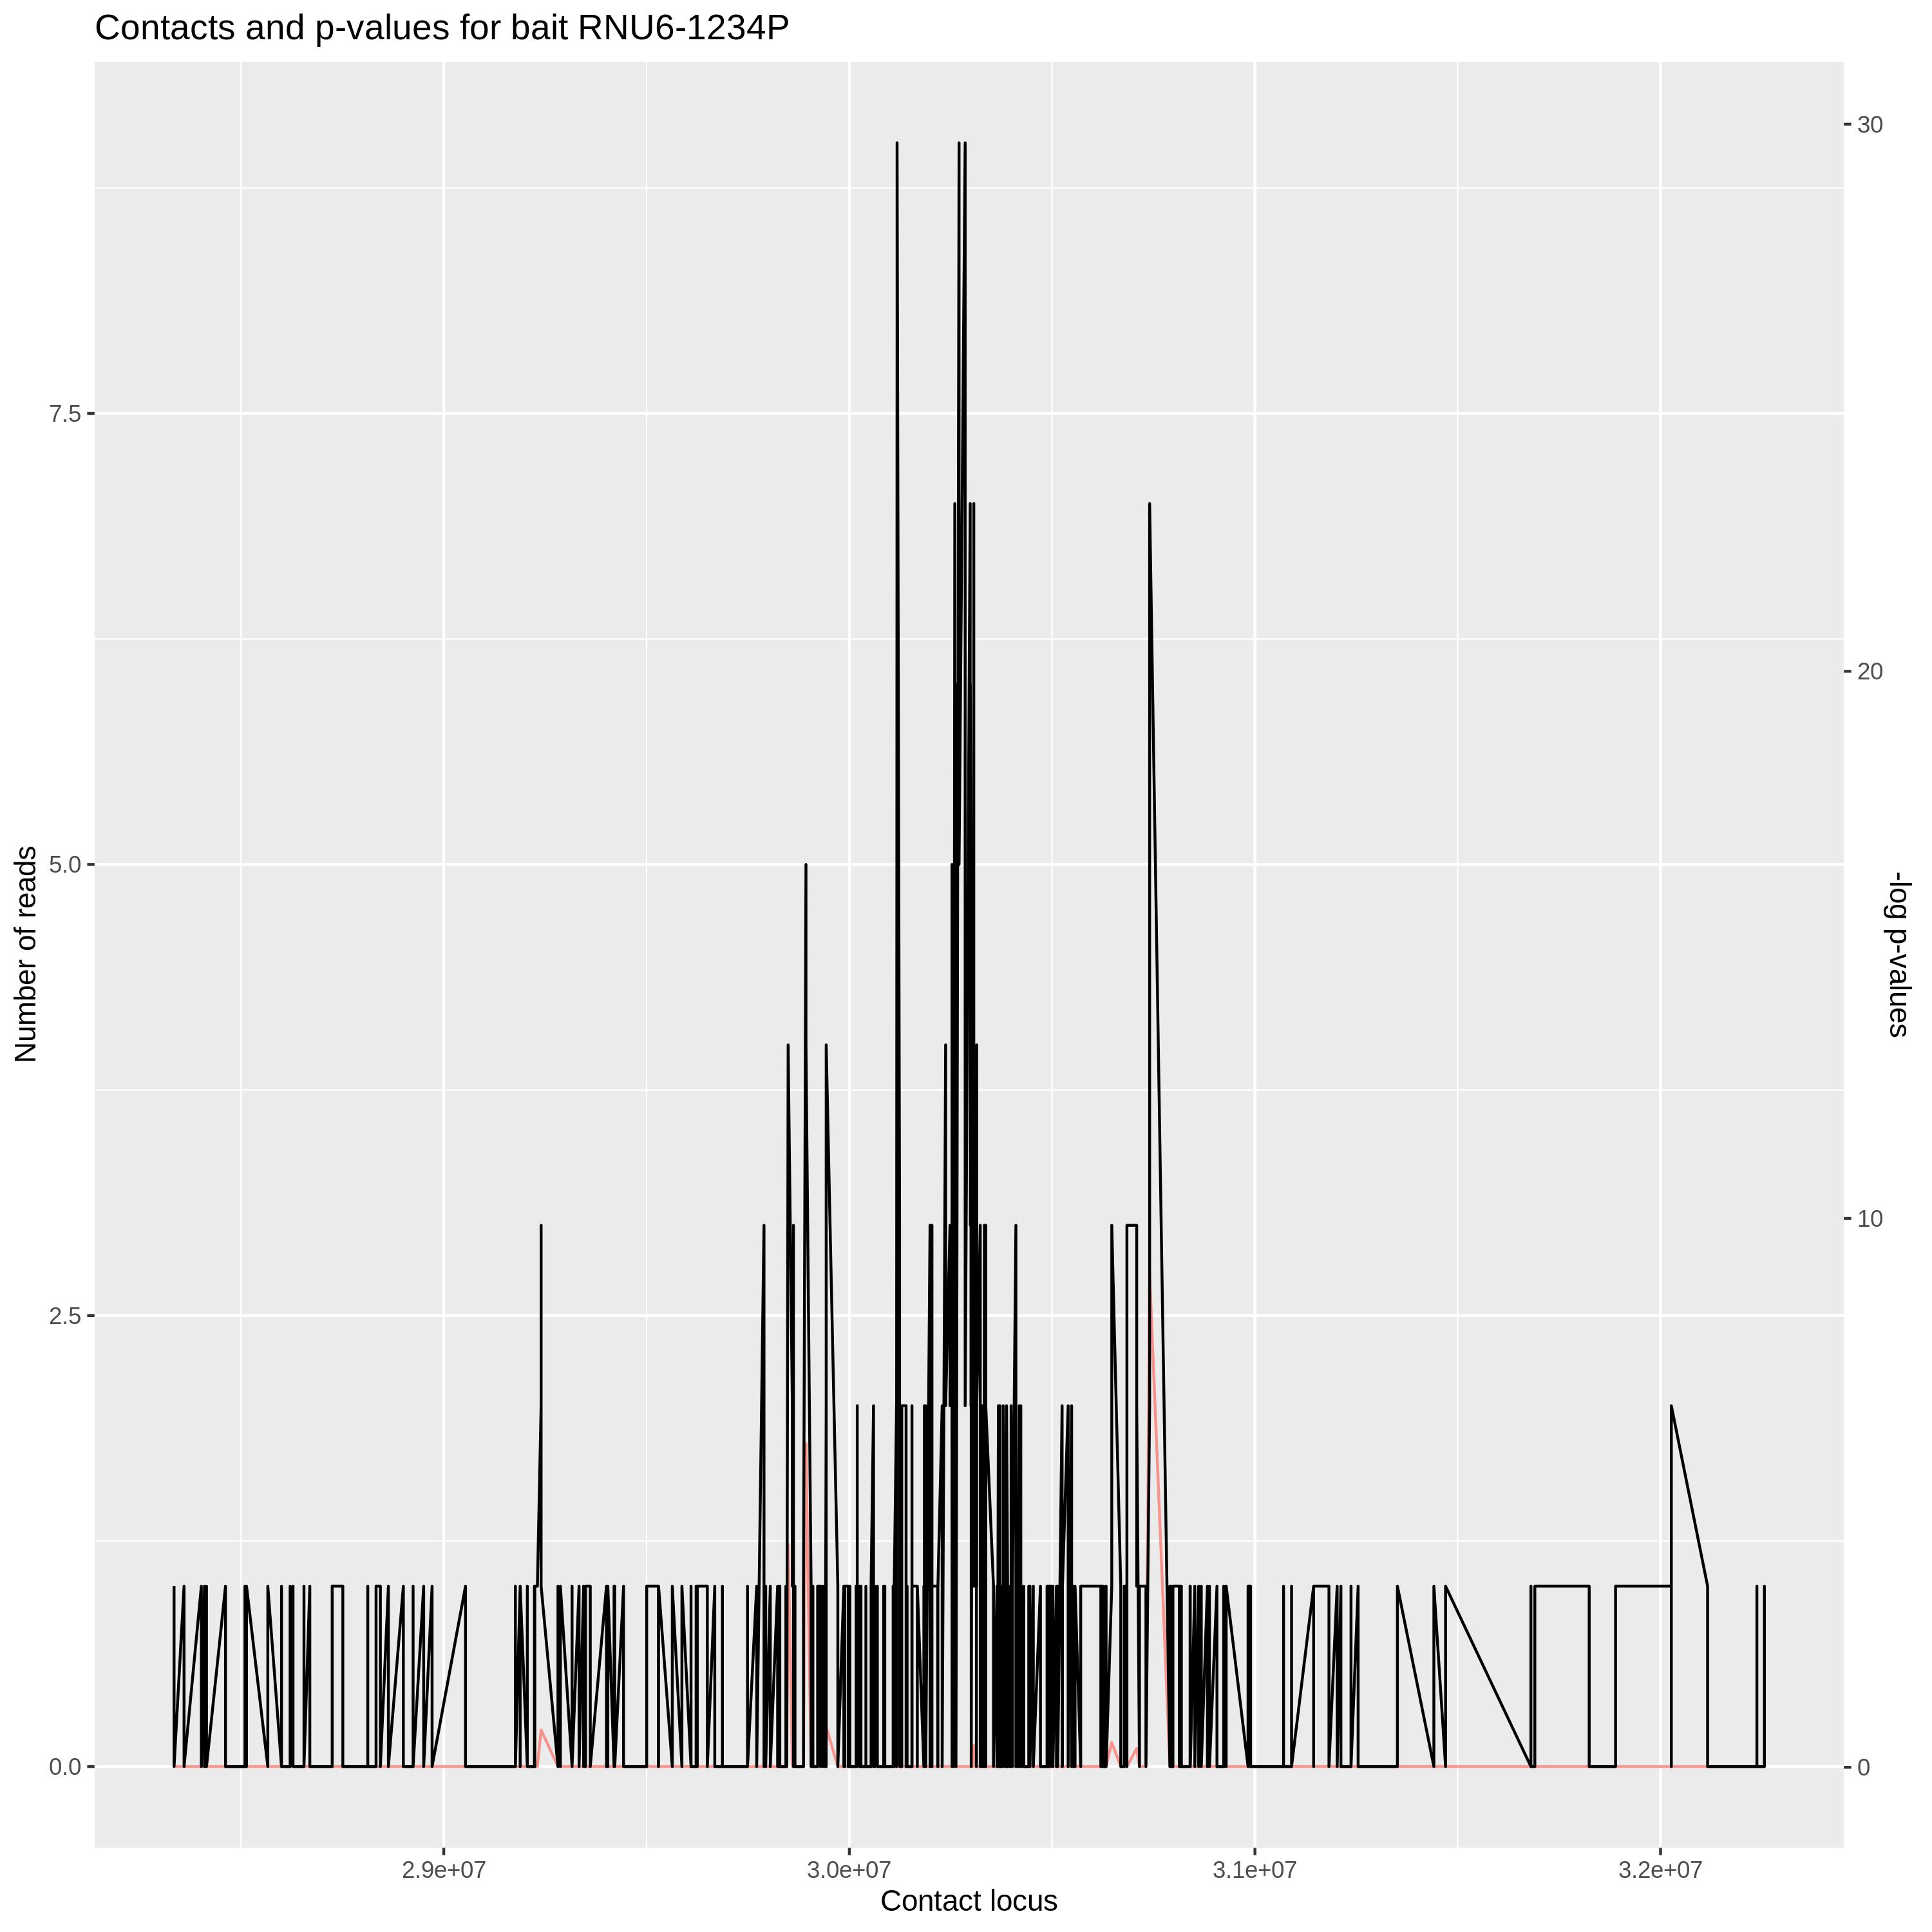 Contacts and p-values for bait RNU6-1234P
30
7.5
20
5.0
Number of reads
-log p-values
10
2.5
0.0
0
2.9e+07
3.0e+07
3.1e+07
3.2e+07
Contact locus